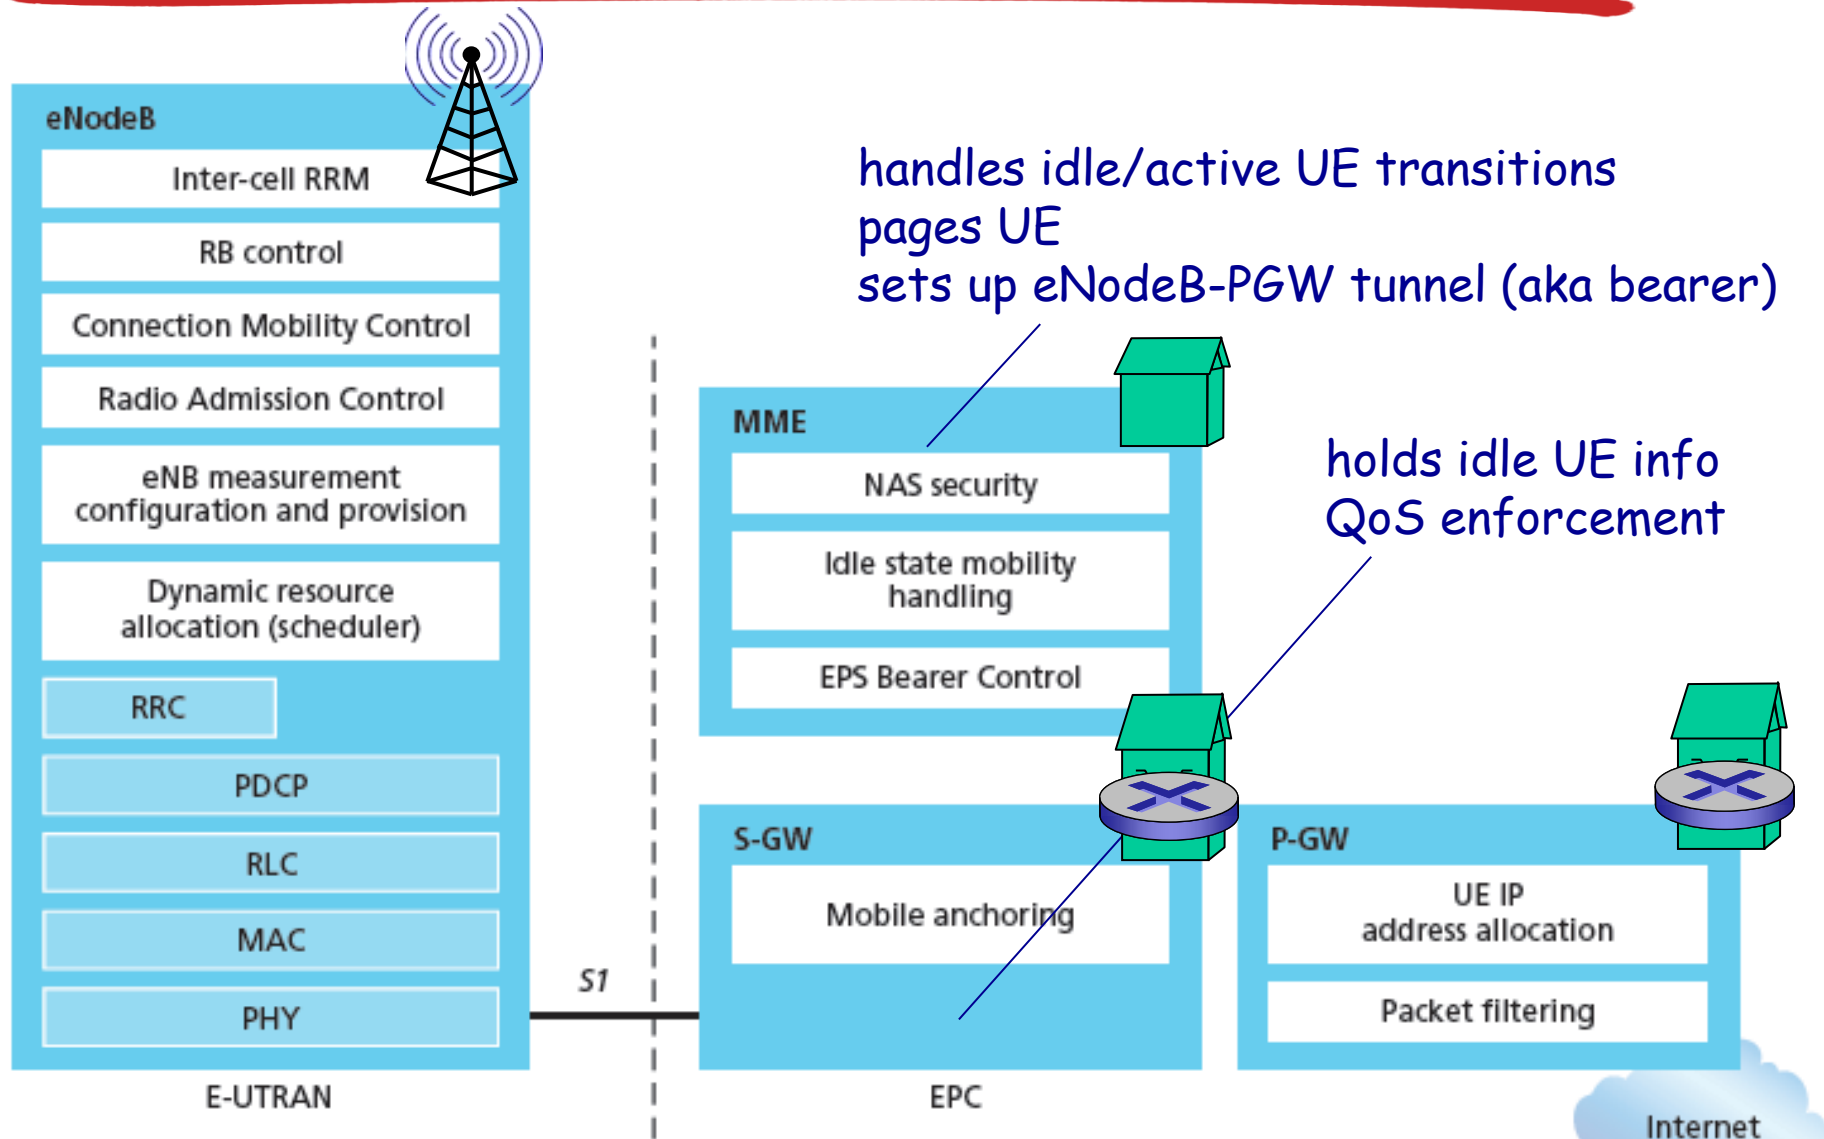 eNodeB
Inter-cell RRM
RB control
Connection Mobility Control
Radio Admission Control
eNB measurement
configuration and provision
Dynamic resource
allocation (scheduler)
RRC
PDCP
RLC
MAC
PHY
E-UTRAN
S1
handles idle/active UE transitions
pages UE
sets up eNodeB-PGW tunnel (aka bearer)
MME
NAS security
Idle state mobility
handling
EPS Bearer Control
holds idle UE info
QoS enforcement
S-GW
Mobile anchoring
P-GW
UE IP
address allocation
Packet filtering
EPC
Internet